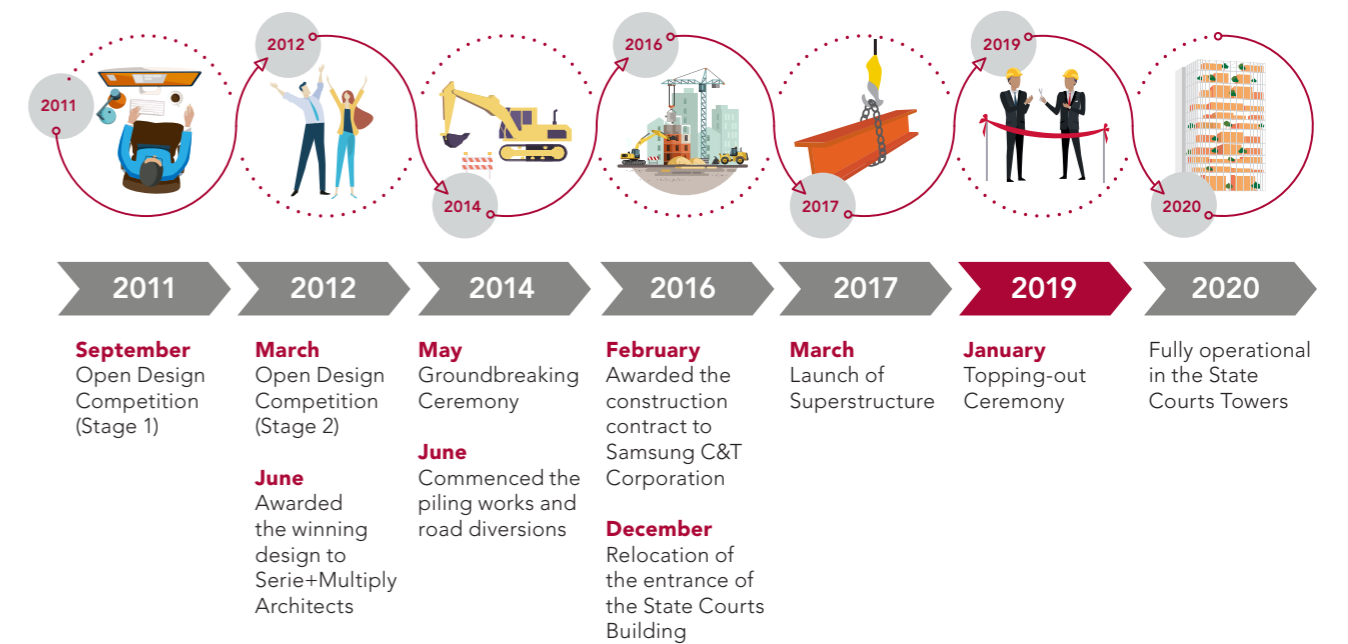 2011
2012
2014
2016
2017
2019
2020
2011
2012
2014
2016
2017
2019
2020
September
Open Design
Competition
(Stage 1)
March
Open Design
Competition
(Stage 2)
June
Awarded
the winning
design to
Serie+Multiply
Architects
May
Groundbreaking
Ceremony
June
Commenced the
piling works and
road diversions
February
Awarded the
construction
contract to
Samsung C&T
Corporation
December
Relocation of
the entrance of
the State Courts
Building
March
Launch of
Superstructure
January
Topping-out
Ceremony
Fully operational
in the State
Courts Towers